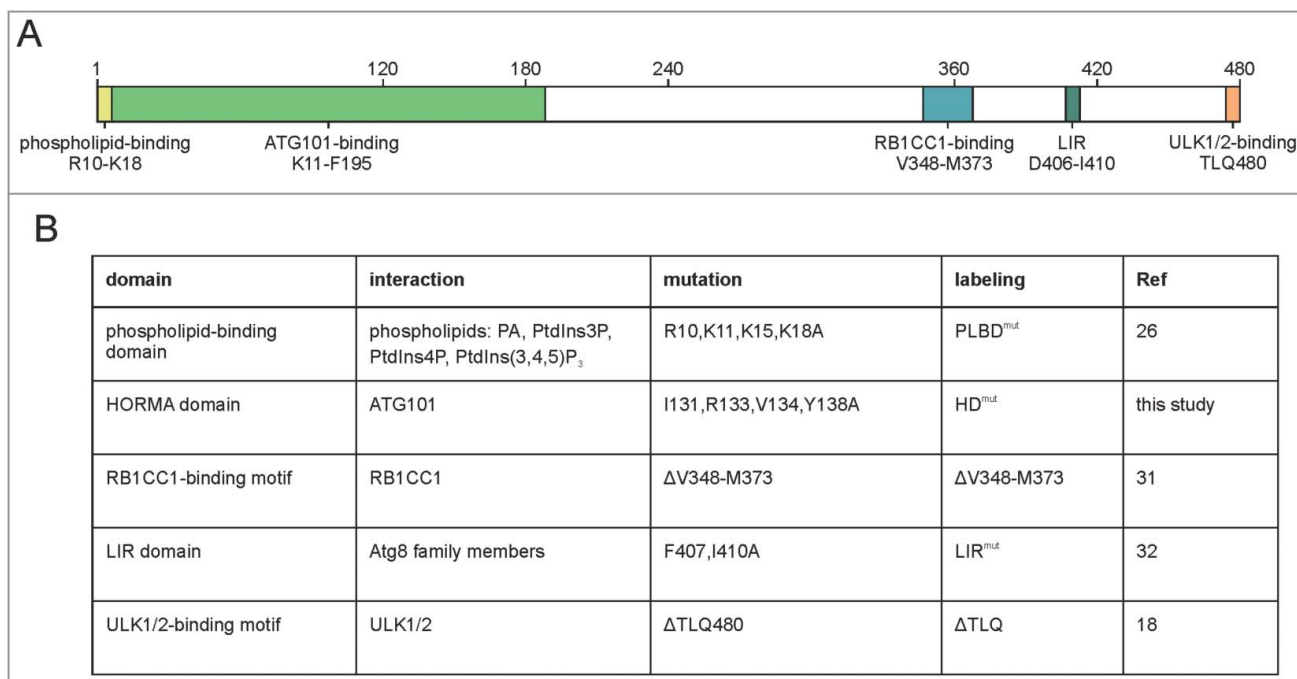 A
1 120 180 240 360 420 480
phospholipid-binding ATG101-binding RB1CC1-binding LIR ULK1/2-binding
R10-K18 K11-F195 V348-M373 D406-I410 TLQ480
B
domain interaction mutation labeling Ref
phospholipid-binding phospholipids: PA, PtdIns3P, R10,K11,K15,K18A PLBDmut 26
domain PtdIns4P, PtdIns(3,4,5)P3
HORMA domain ATG101 I131,R133,V134,Y138A HDmut this study
RB1CC1-binding motif RB1CC1 ΔV348-M373 ΔV348-M373 31
LIR domain Atg8 family members F407,I410A LIRmut 32
ULK1/2-binding motif ULK1/2 ΔTLQ480 ΔTLQ 18